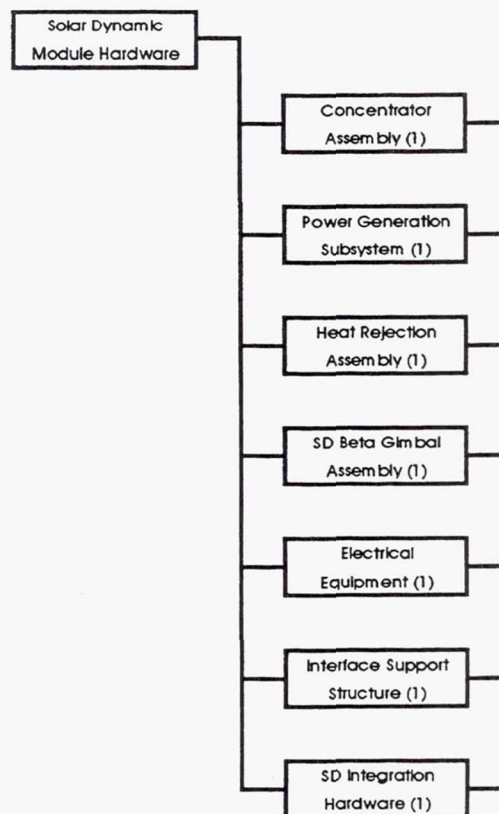 Solar Dynamic
Module Hardware
Concentrator
Assembly (1)
Power Generation
Subsystem (1)
Heat Rejection
Assembly (1)
SD Beta Gimbal
Assembly (1)
Electrical
Equipment (1)
Interface Support
Structure (1)
SD Integration
Hardware (1)